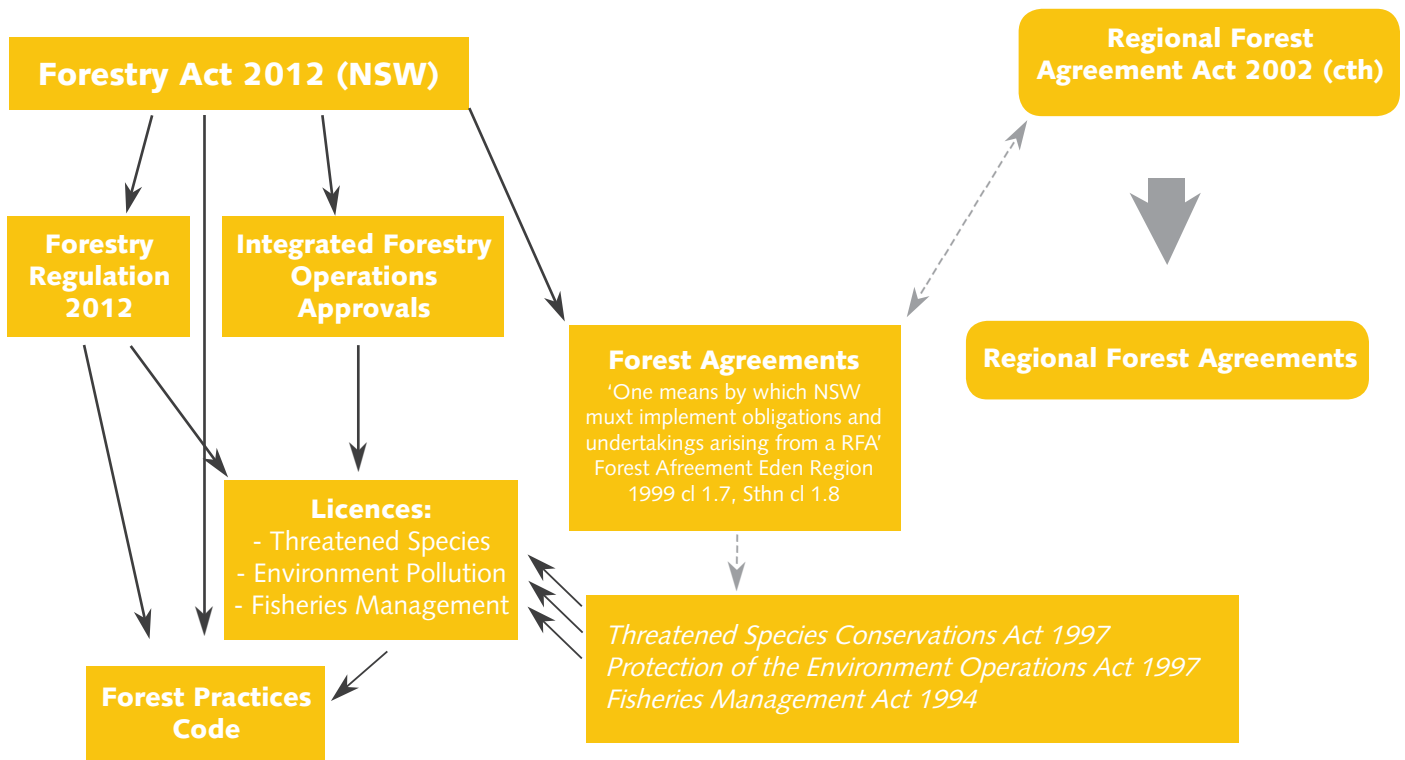 Forestry Act 2012 (NSW)
Regional Forest
Agreement Act 2002 (cth)
Forestry
Regulation
2012
Integrated Forestry
Operations
Approvals
Forest Agreements
‘One means by which NSW
muxt implement obligations and
undertakings arising from a RFA’
Forest Afreement Eden Region
1999 cl 1.7, Sthn cl 1.8
Regional Forest Agreements
Licences:
- Threatened Species
- Environment Pollution
- Fisheries Management
Threatened Species Conservations Act 1997
Protection of the Environment Operations Act 1997
Fisheries Management Act 1994
Forest Practices
Code